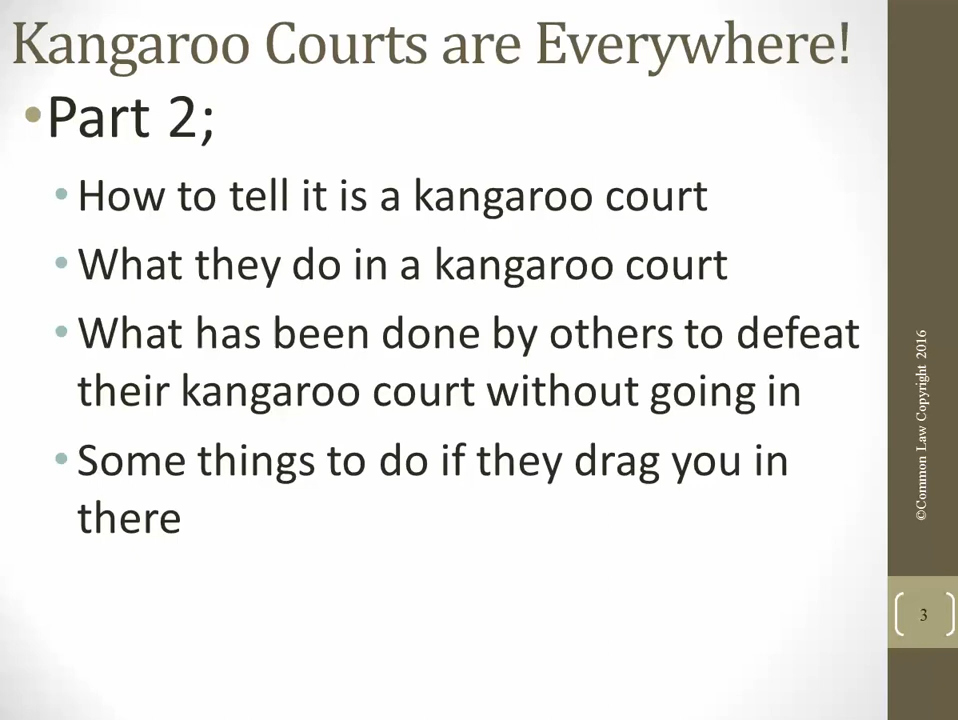 Kangaroo Courts are Everywhere!
•Part 2;
•How to tell it is a kangaroo court
•What they do in a kangaroo court
•What has been done by others to defeat
their kangaroo court without going in
•Some things to do if they drag you in
there
©Common Law Copyright 2016
3